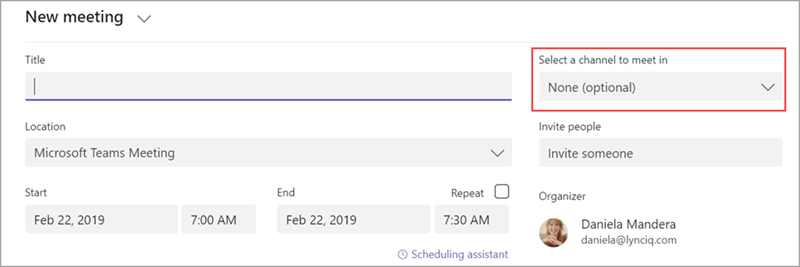 New meeting
Title
Select a channel to meet in
None (optional)
Location
Microsoft Teams Meeting
Invite people
Invite someone
Start
End
Repeat
Feb 22, 2019
7:00 AM
Feb 22, 2019
7:30 AM
Organizer
Daniela Mandera
daniela@lynciq.com
Scheduling assistant